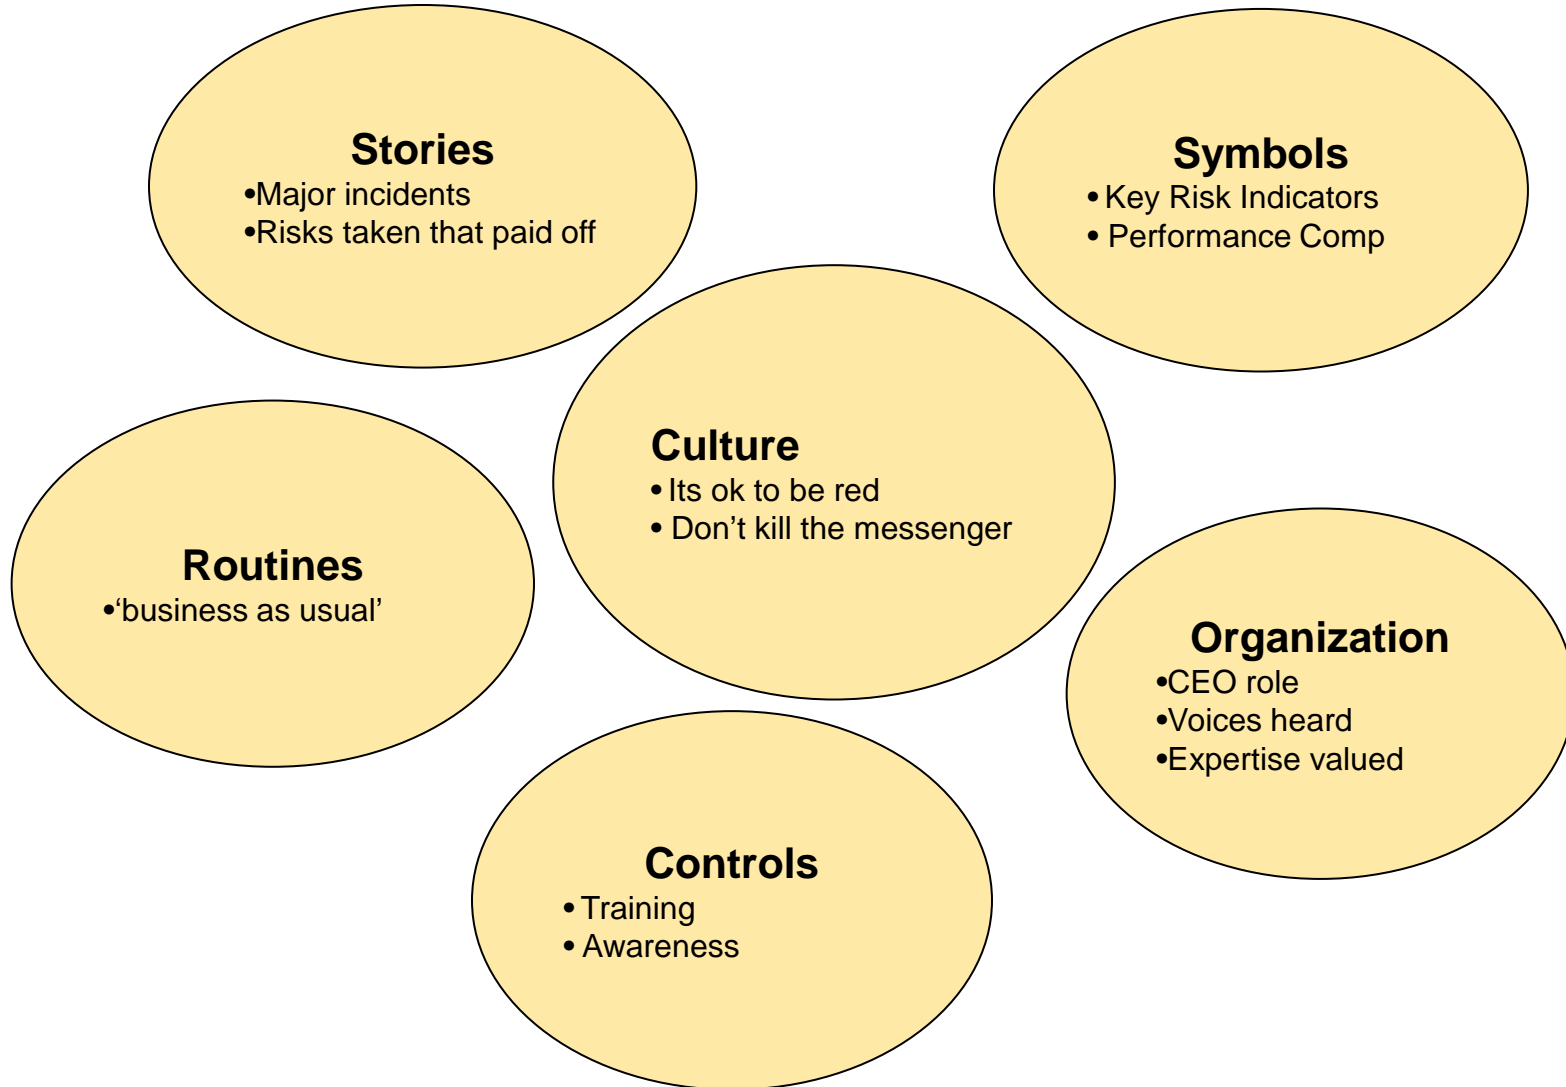 Stories
•Major incidents
•Risks taken that paid off
Symbols
• Key Risk Indicators
• Performance Comp
Culture
• Its ok to be red
• Don’t kill the messenger
Routines
•‘business as usual’
Organization
•CEO role
•Voices heard
•Expertise valued
Controls
• Training
• Awareness